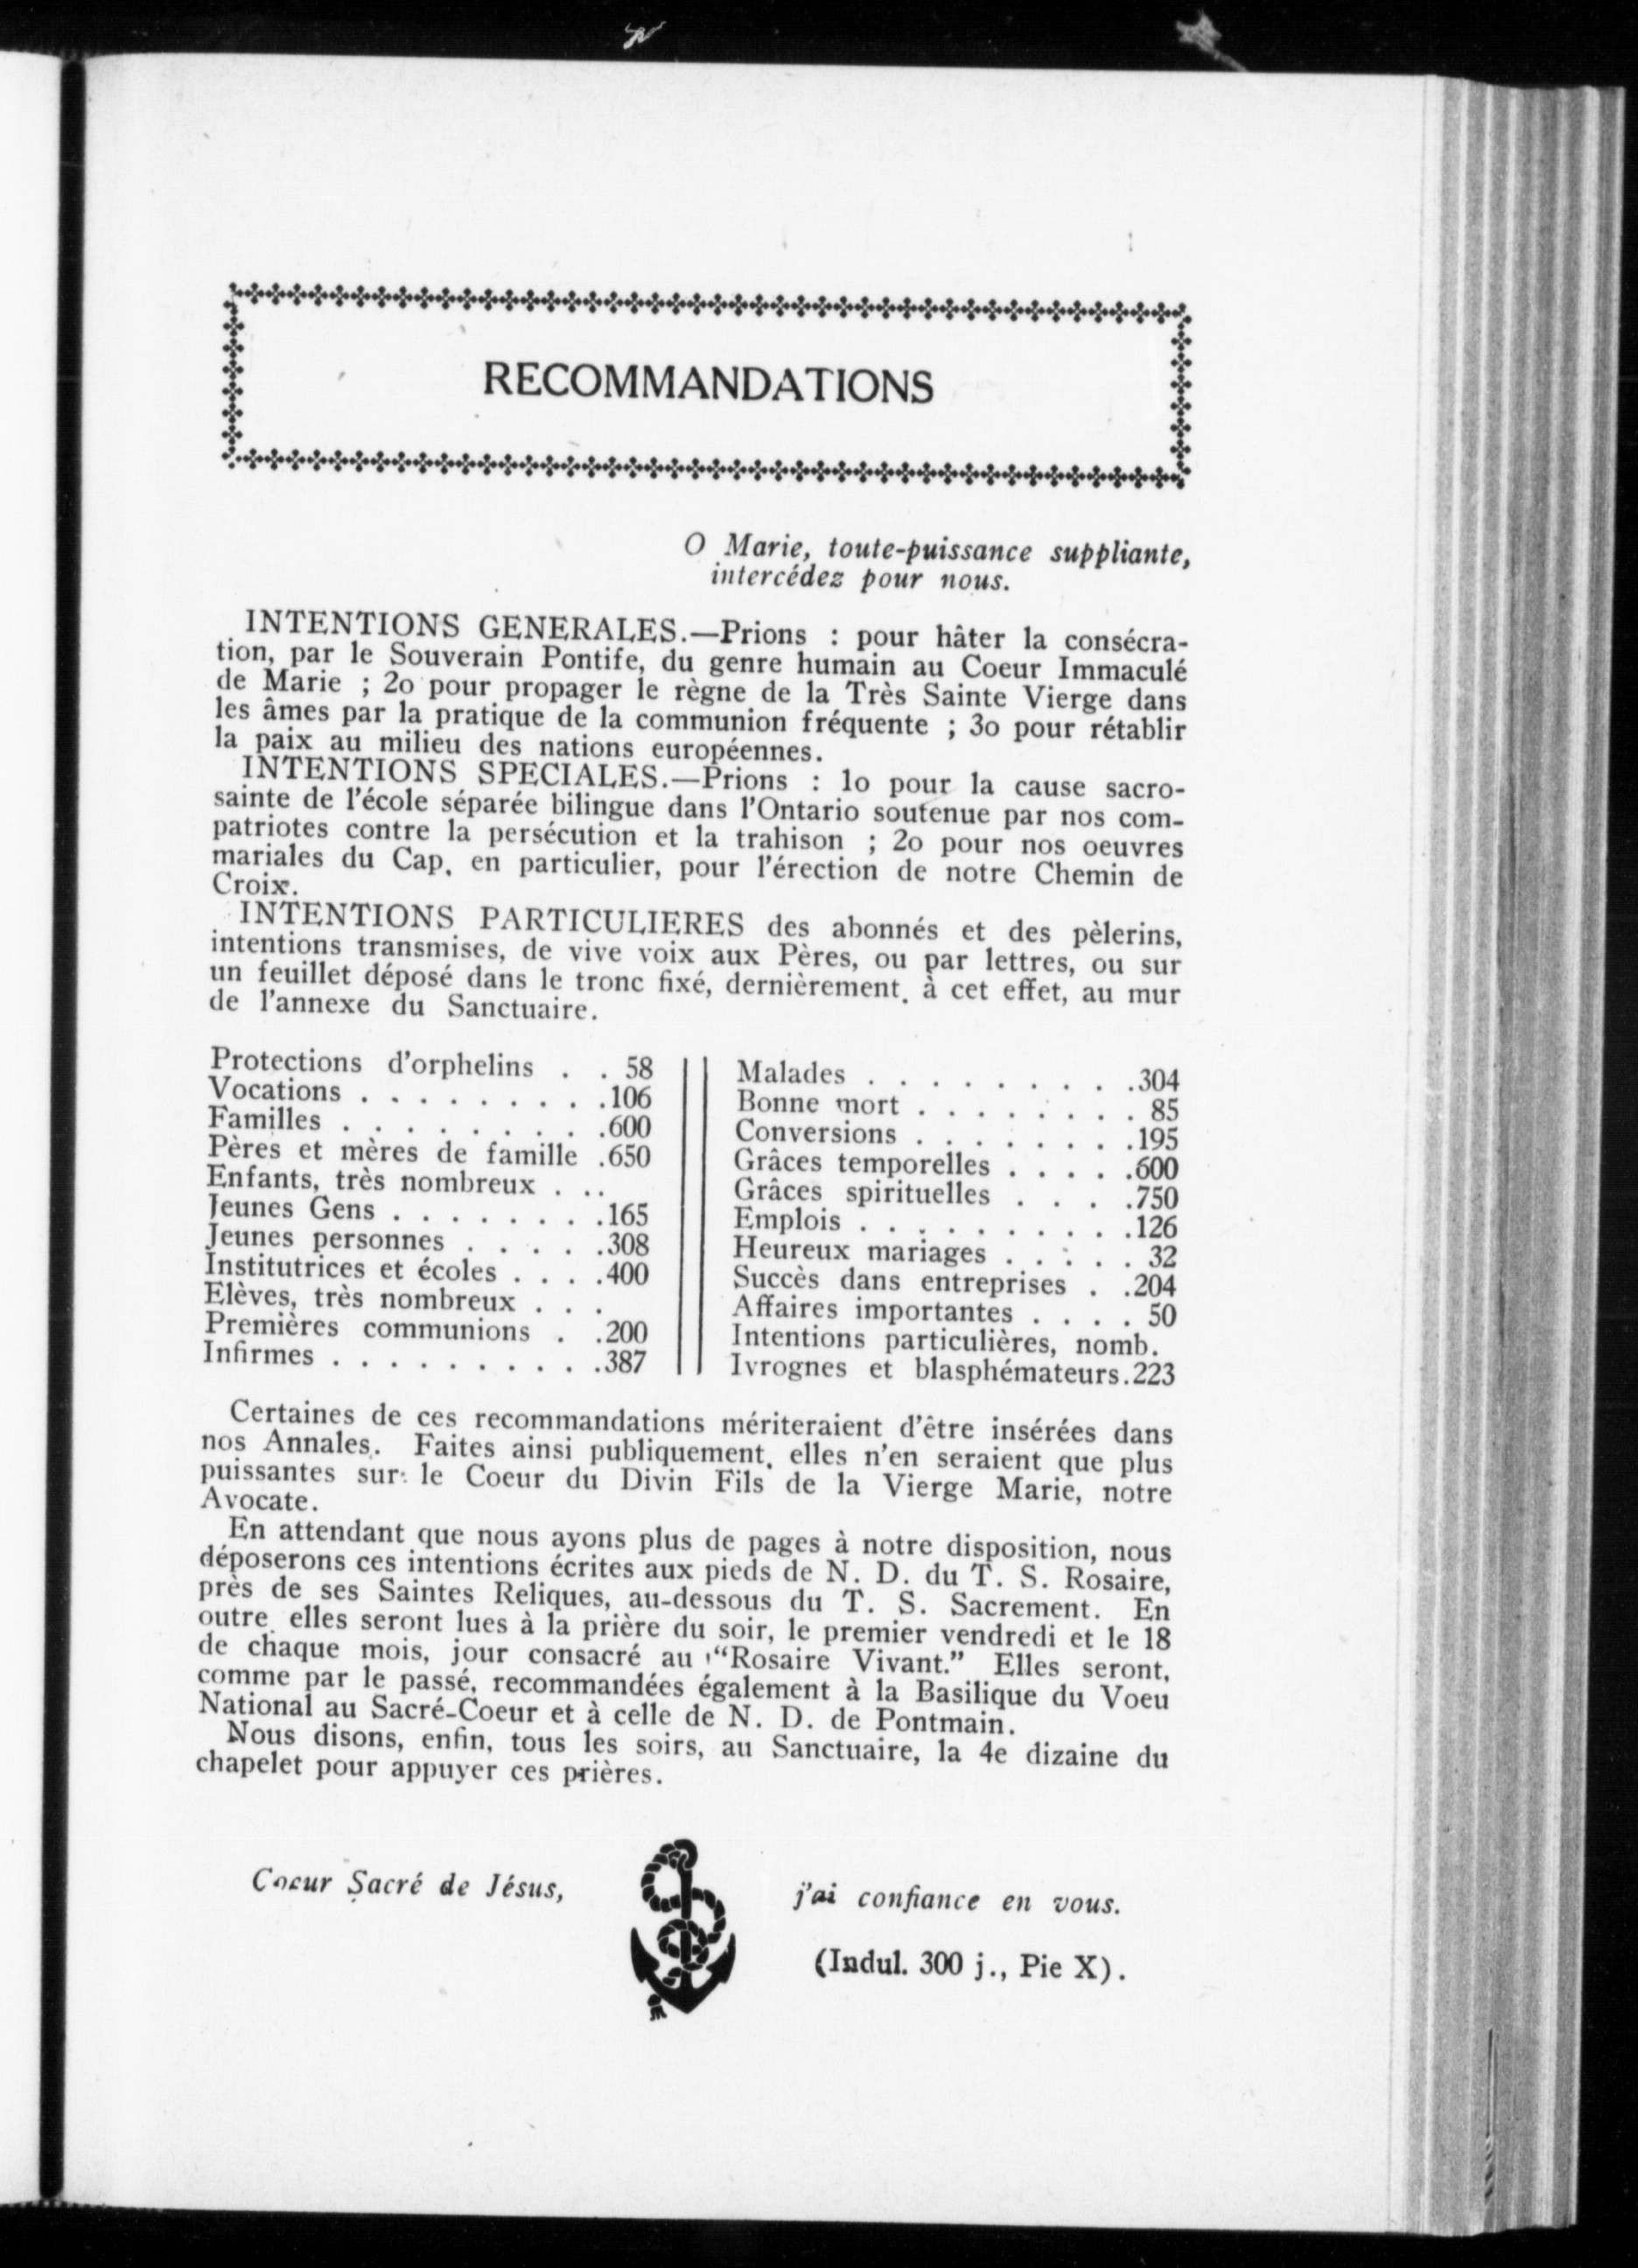 RECOMMANDATIONS
O Marie, toute-puissance suppliante,
intercédez pour nous.
INTENTIONS GENERALES.—Prions : pour hâter la consécra-
tion, par le Souverain Pontife, du genre humain au Coeur Immaculé
de Marie ; 2o pour propager le règne de la Très Sainte Vierge dans
les âmes par la pratique de la communion fréquente ; 3o pour rétablir
la paix au milieu des nations européennes.
INTENTIONS SPECIALES.—Prions : 1o pour la cause sacro-
sainte de l'école séparée bilingue dans l'Ontario soutenue par nos com-
patriotes contre la persécution et la trahison ; 2o pour nos oeuvres
mariales du Cap. en particulier, pour l'érection de notre Chemin de
Croix.
INTENTIONS PARTICULIERES des abonnés et des pèlerins,
intentions transmises, de vive voix aux Pères, ou par lettres, ou sur
un feuillet déposé dans le tronc fixé, dernièrement. à cet effet, au mur
de l'annexe du Sanctuaire.
Protections d'orphelins . . 58
Vocations . . . . . . . . . .106
Familles . . . . . . . . . .600
Pères et mères de famille .650
Enfants, très nombreux . ..
Jeunes Gens . . . . . . . .165
Jeunes personnes . . . . .308
Institutrices et écoles . . . .400
Elèves, très nombreux . . .
Premières communions . .200
Infirmes . . . . . . . . . .387
Malades . . . . . . . . . .304
Bonne mort . . . . . . . . 85
Conversions . . . . . . . .195
Grâces temporelles . . . . .600
Grâces spirituelles . . . .750
Emplois . . . . . . . . . .126
Heureux mariages . . . . . 32
Succès dans entreprises . .204
Affaires importantes . . . . 50
Intentions particulières, nomb.
Ivrognes et blasphémateurs.223
Certaines de ces recommandations mériteraient d'être insérées dans
nos Annales. Faites ainsi publiquement. elles n'en seraient que plus
puissantes sur le Coeur du Divin Fils de la Vierge Marie, notre
Avocate.
En attendant que nous ayons plus de pages à notre disposition, nous
déposerons ces intentions écrites aux pieds de N. D. du T. S. Rosaire,
près de ses Saintes Reliques, au-dessous du T. S. Sacrement. En
outre elles seront lues à la prière du soir, le premier vendredi et le 18
de chaque mois, jour consacré au "Rosaire Vivant." Elles seront,
comme par le passé, recommandées également à la Basilique du Voeu
National au Sacré-Coeur et à celle de N. D. de Pontmain.
Nous disons, enfin, tous les soirs, au Sanctuaire, la 4e dizaine du
chapelet pour appuyer ces prières.
Coeur Sacré de Jésus, j'ai confiance en vous.
(Indul. 300 j., Pie X).